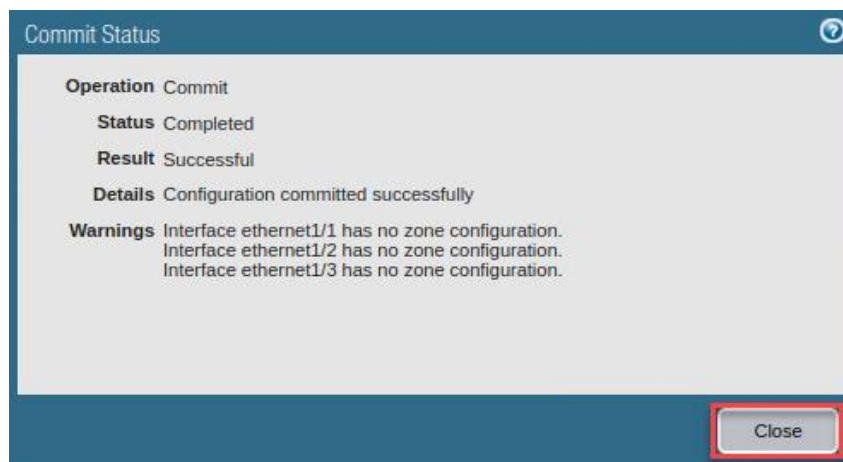 Commit Status
Operation Commit
Status Completed
Result Successful
Details Configuration committed successfully
Warnings Interface ethernet1/1 has no zone configuration.
Interface ethernet1/2 has no zone configuration.
Interface ethernet1/3 has no zone configuration.
Close